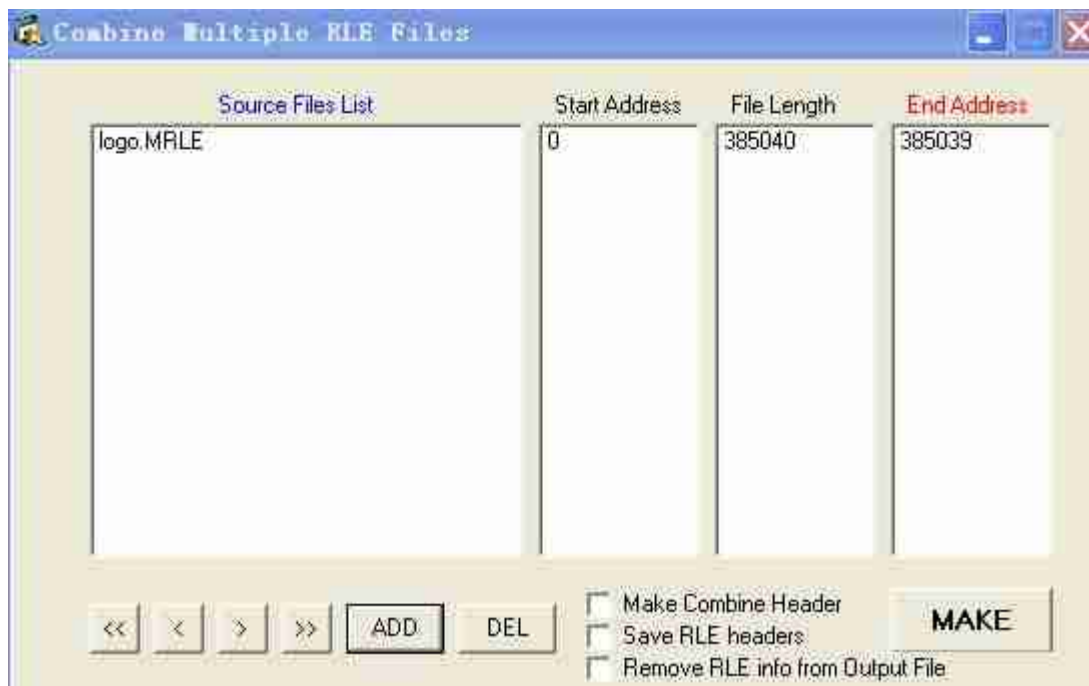 Combine Multiple RLE Files
Source Files List
Start Address
File Length
End Address
logo.MRLE
0
385040
385039
<<
<
>
>>
ADD
DEL
Make Combine Header
Save RLE headers
Remove RLE info from Output File
MAKE